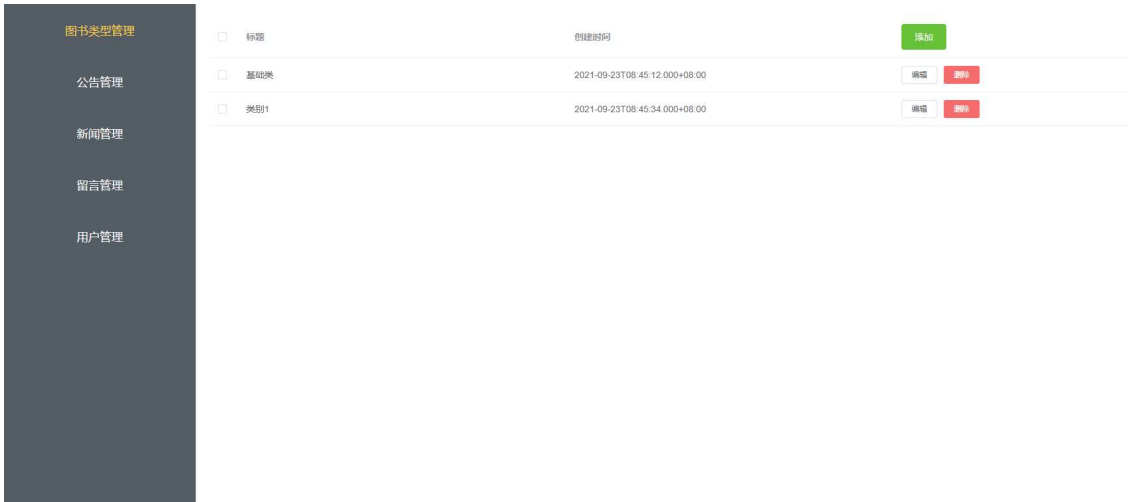 图书类型管理
公告管理
新闻管理
留言管理
用户管理
标题 创建时间 添加
基础类 2021-09-23T08:45:12.000+08:00 编辑 删除
类别1 2021-09-23T08:45:34.000+08:00 编辑 删除